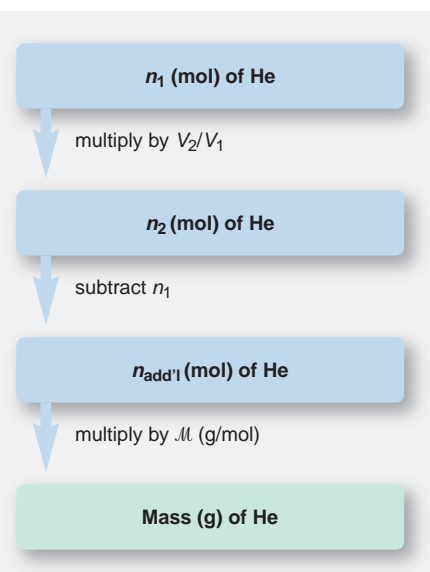 n₁ (mol) of He
multiply by V₂/V₁
n₂ (mol) of He
subtract n₁
nadd'l (mol) of He
multiply by ℳ (g/mol)
Mass (g) of He